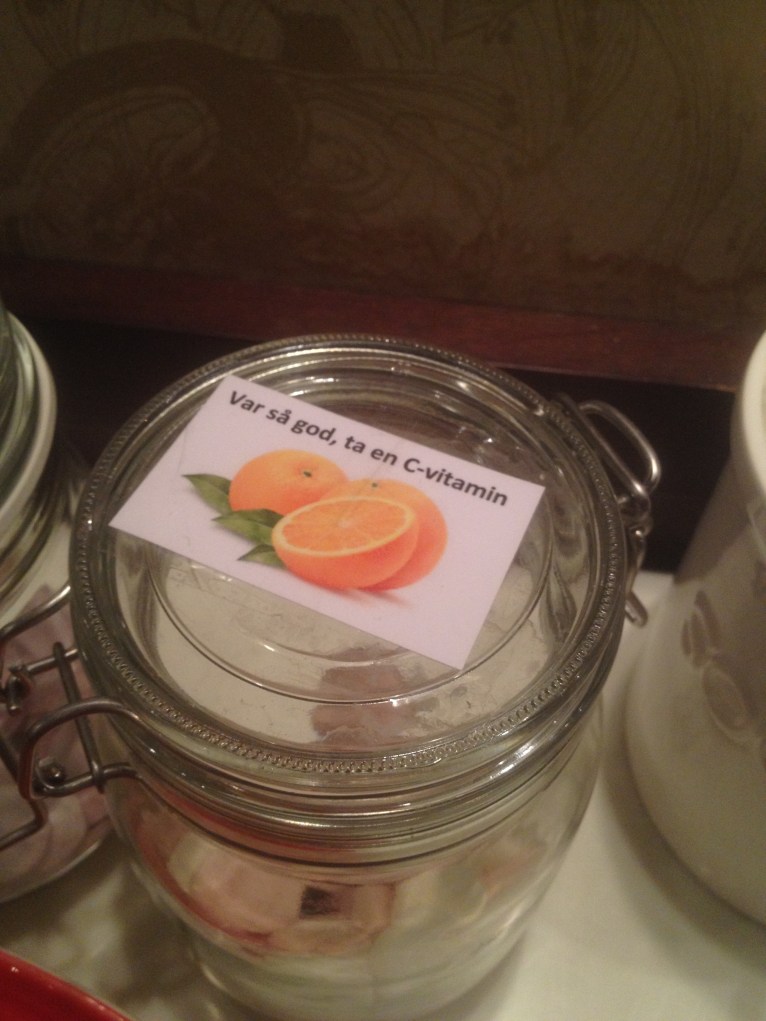 Var så god, ta en C-vitamin